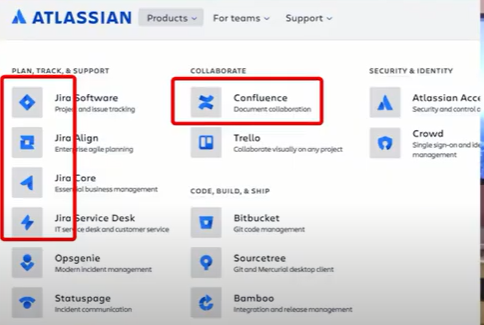 ATLASSIAN
Products
For teams
Support
PLAN, TRACK, & SUPPORT
Jira Software
Project and issue tracking
Jira Align
Enterprise agile planning
Jira Core
Essential business management
Jira Service Desk
IT service desk and customer service
Opsgenie
Modern incident management
Statuspage
Incident communication
COLLABORATE
Confluence
Document collaboration
Trello
Collaborate visually on any project
CODE, BUILD, & SHIP
Bitbucket
Git code management
Sourcetree
Git and Mercurial desktop client
Bamboo
Integration and release management
SECURITY & IDENTITY
Atlassian Acce
Security and control
Crowd
Single sign-on and
management